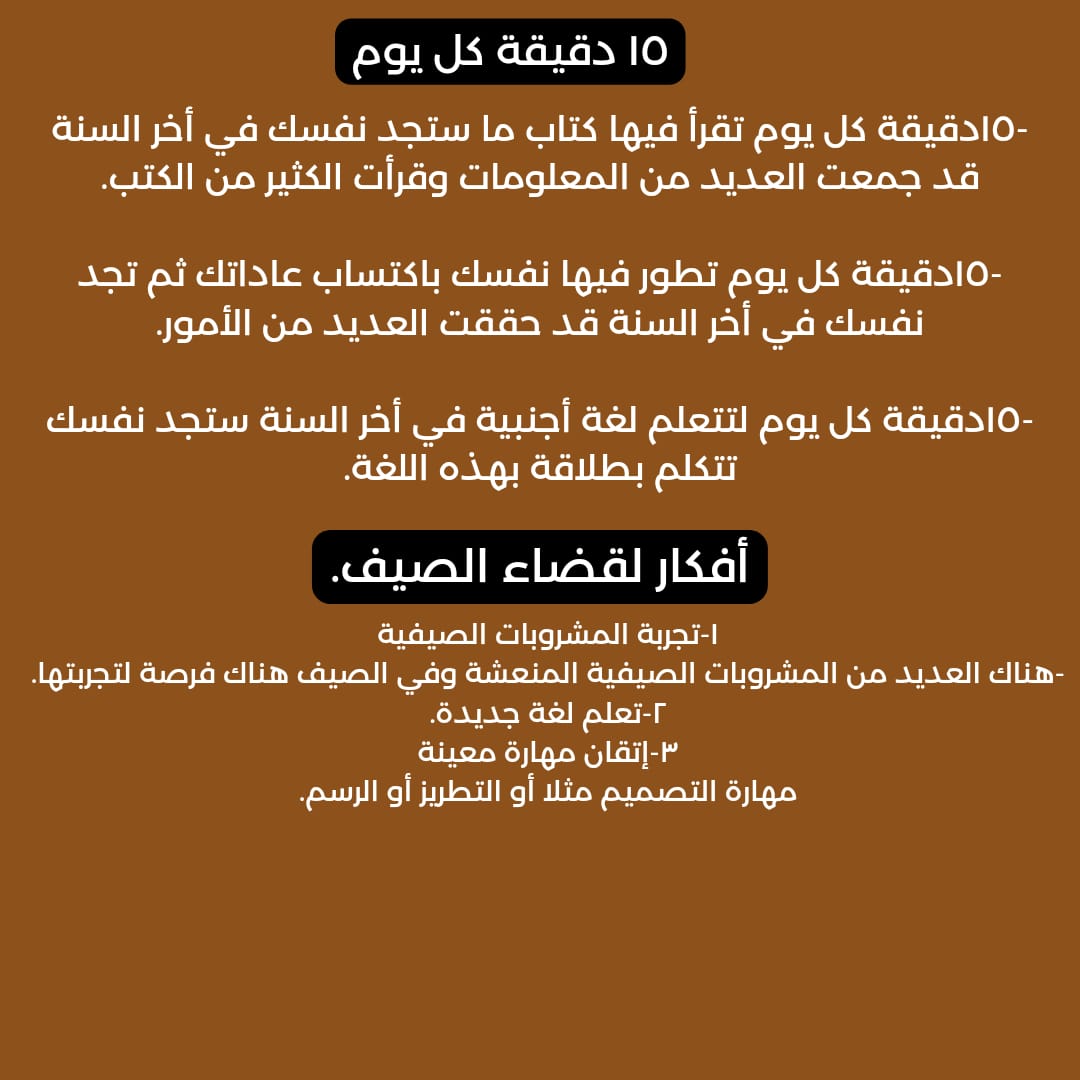 ١٥ دقيقة كل يوم
-١٥دقيقة كل يوم تقرأ فيها كتاب ما ستجد نفسك في أخر السنة
قد جمعت العديد من المعلومات وقرأت الكثير من الكتب.
-١٥دقيقة كل يوم تطور فيها نفسك باكتساب عاداتك ثم تجد
نفسك في أخر السنة قد حققت العديد من الأمور.
-١٥دقيقة كل يوم لتتعلم لغة أجنبية في أخر السنة ستجد نفسك
تتكلم بطلاقة بهذه اللغة.
أفكار لقضاء الصيف.
١-تجربة المشروبات الصيفية
-هناك العديد من المشروبات الصيفية المنعشة وفي الصيف هناك فرصة لتجربتها.
٢-تعلم لغة جديدة.
٣-إتقان مهارة معينة
مهارة التصميم مثلا أو التطريز أو الرسم.